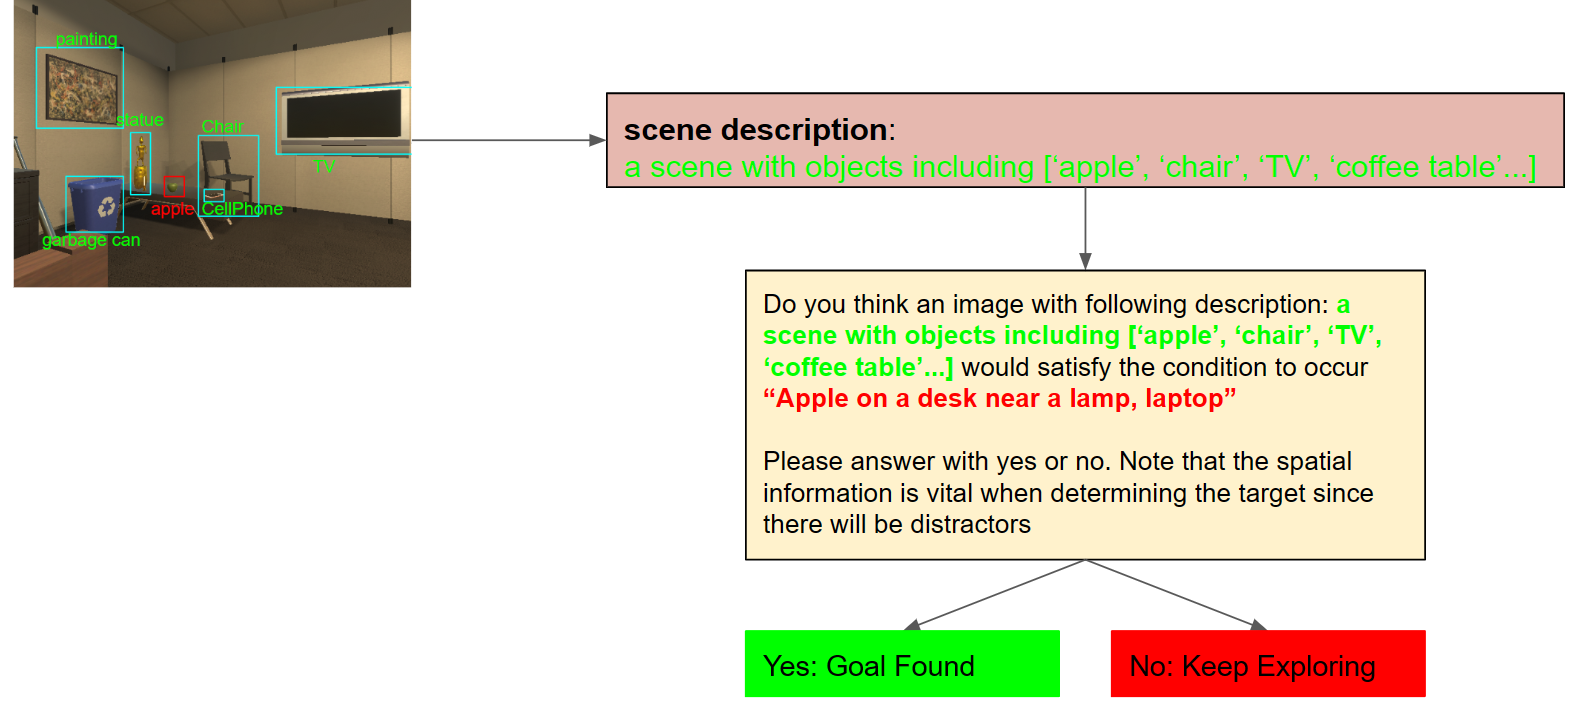 painting
statue
Chair
TV
apple
CellPhone
garbage can
scene description:
a scene with objects including [‘apple’, ‘chair’, ‘TV’, ‘coffee table’...]
Do you think an image with following description: a
scene with objects including [‘apple’, ‘chair’, ‘TV’,
‘coffee table’...] would satisfy the condition to occur
“Apple on a desk near a lamp, laptop”
Please answer with yes or no. Note that the spatial
information is vital when determining the target since
there will be distractors
Yes: Goal Found
No: Keep Exploring